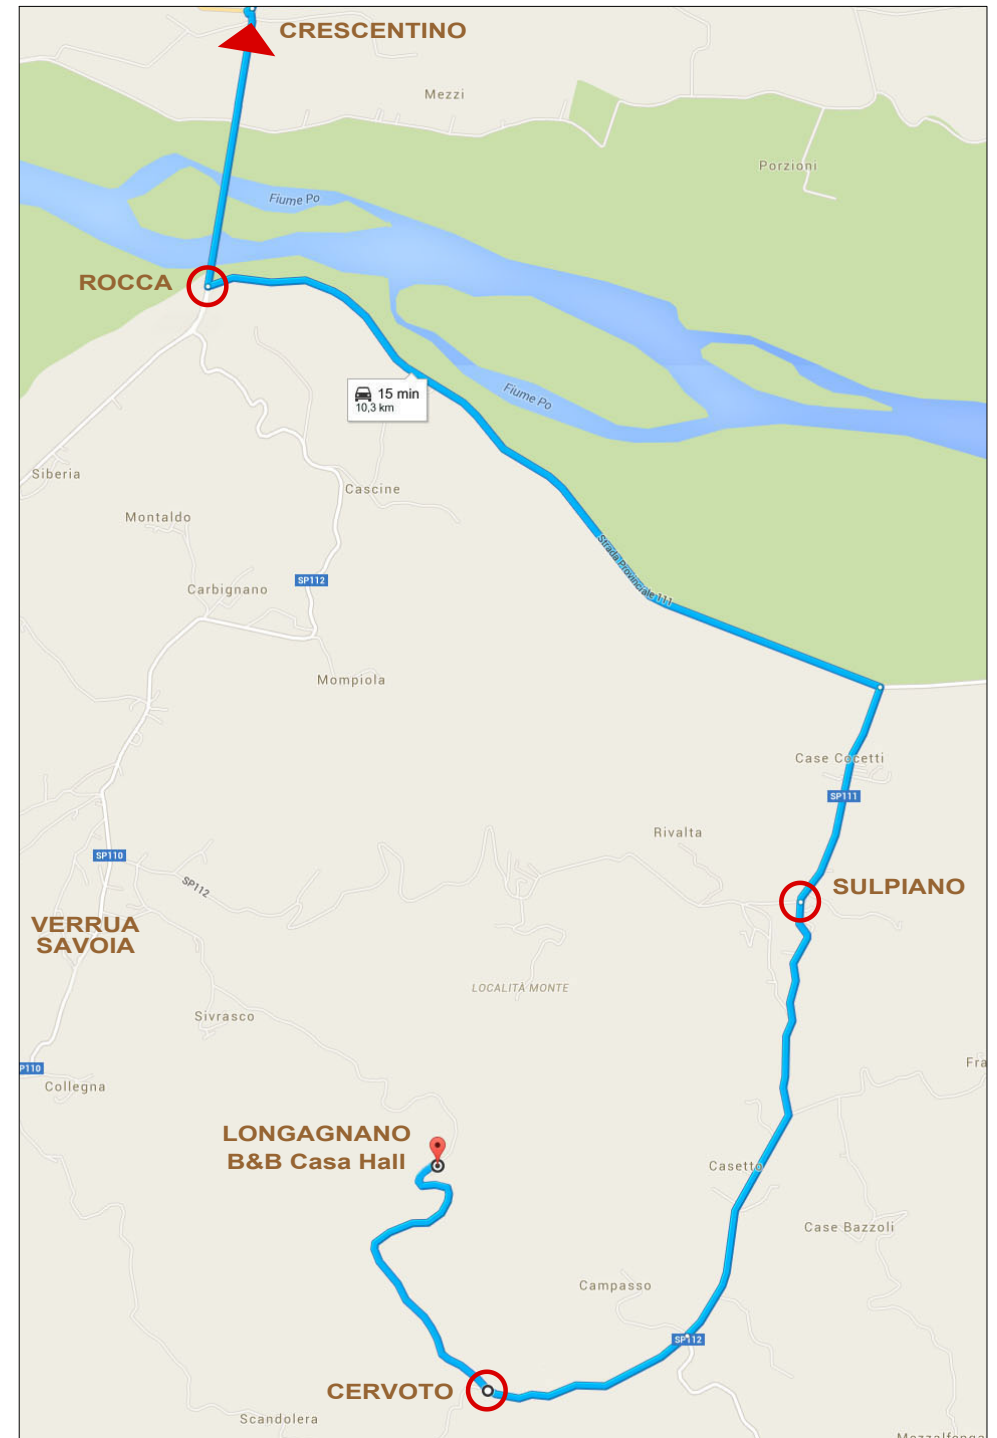 CRESCENTINO
Mezzi
Porzioni
Fiume Po
ROCCA
15 min
10,3 km
Fiume Po
Siberia
Cascine
Montaldo
Strada Provinciale 111
SP112
Carbignano
Mompiola
Case Cocetti
SP111
Rivalta
SP110
SP112
SULPIANO
VERRUA
SAVOIA
LOCALITÀ MONTE
Sivrasco
Fra
P110
Collegna
LONGAGNANO
B&B Casa Hall
Casetto
Case Bazzoli
Campasso
SP112
CERVOTO
Scandolera
Mezzalfenga